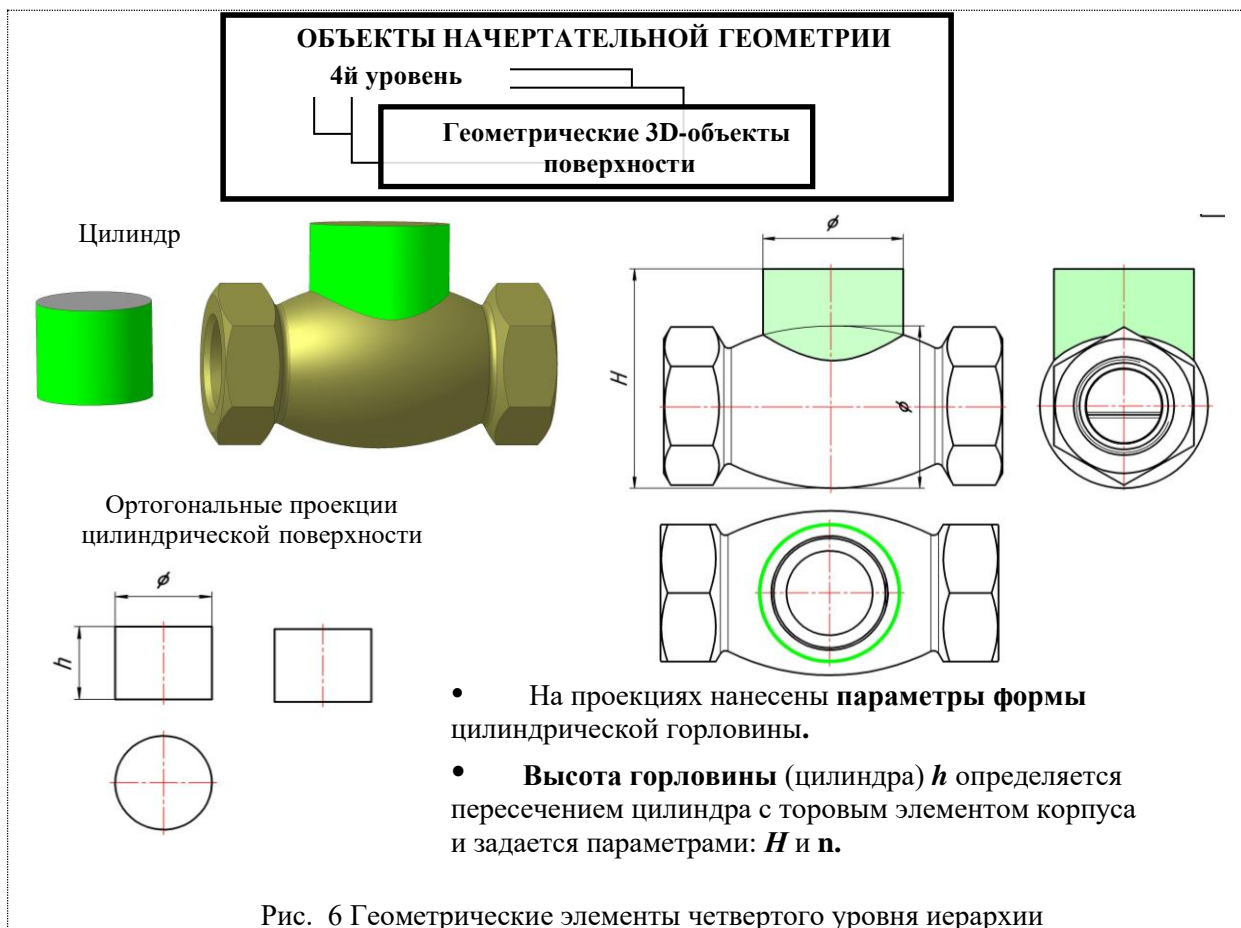 ОБЪЕКТЫ НАЧЕРТАТЕЛЬНОЙ ГЕОМЕТРИИ
4й уровень
Геометрические 3D-объекты
поверхности
Цилиндр
ø
H
ø
Ортогональные проекции
цилиндрической поверхности
ø
h
• На проекциях нанесены параметры формы
цилиндрической горловины.
• Высота горловины (цилиндра) h определяется
пересечением цилиндра с торовым элементом корпуса
и задается параметрами: H и n.
Рис. 6 Геометрические элементы четвертого уровня иерархии